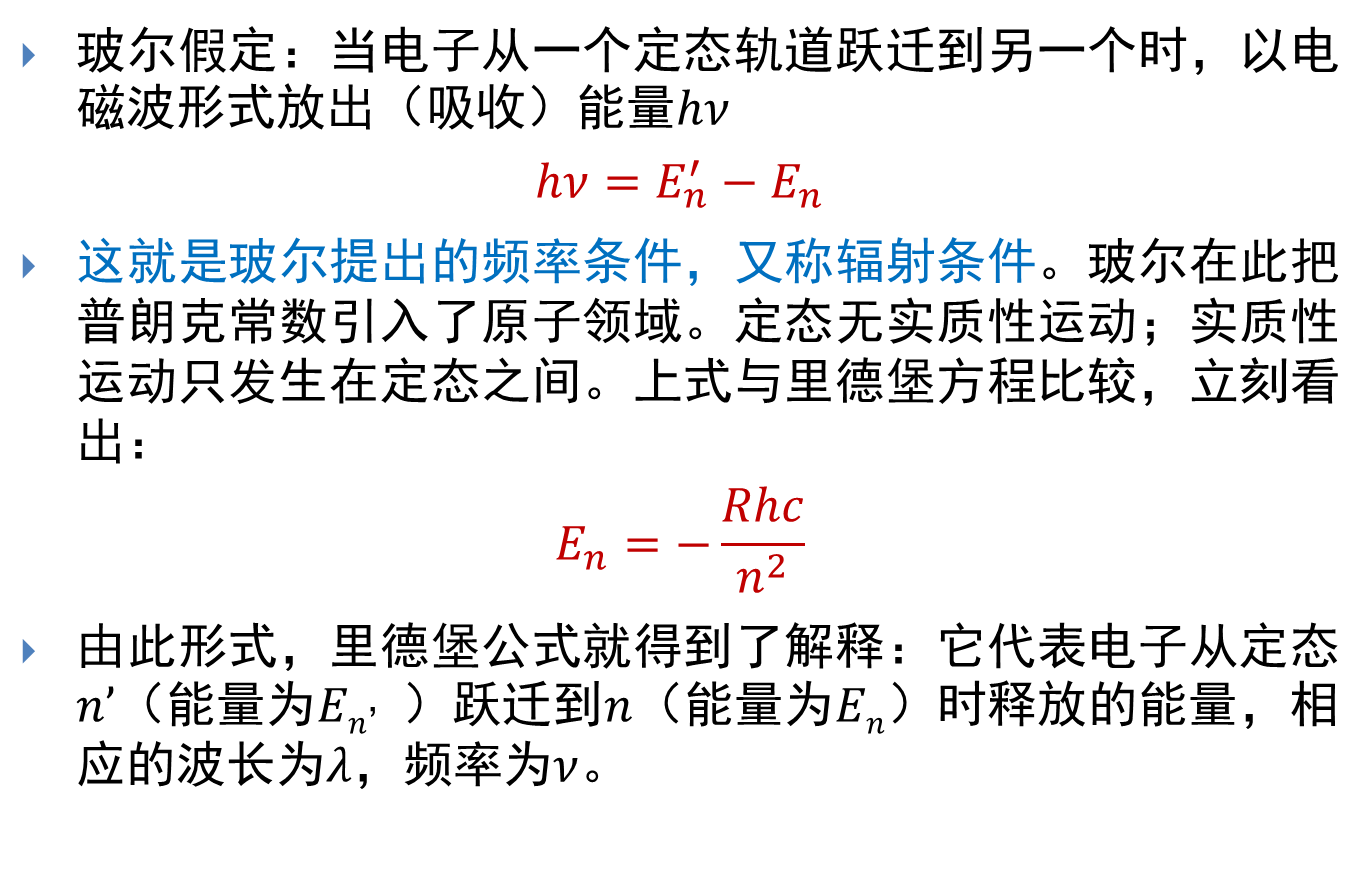 玻尔假定：当电子从一个定态轨道跃迁到另一个时，以电
磁波形式放出（吸收）能量hν
hν = E′ₙ − Eₙ
这就是玻尔提出的频率条件，又称辐射条件。玻尔在此把
普朗克常数引入了原子领域。定态无实质性运动；实质性
运动只发生在定态之间。上式与里德堡方程比较，立刻看
出：
Eₙ = − Rhc / n²
由此形式，里德堡公式就得到了解释：它代表电子从定态
n’（能量为Eₙ’ ）跃迁到n（能量为Eₙ）时释放的能量，相
应的波长为λ，频率为ν。